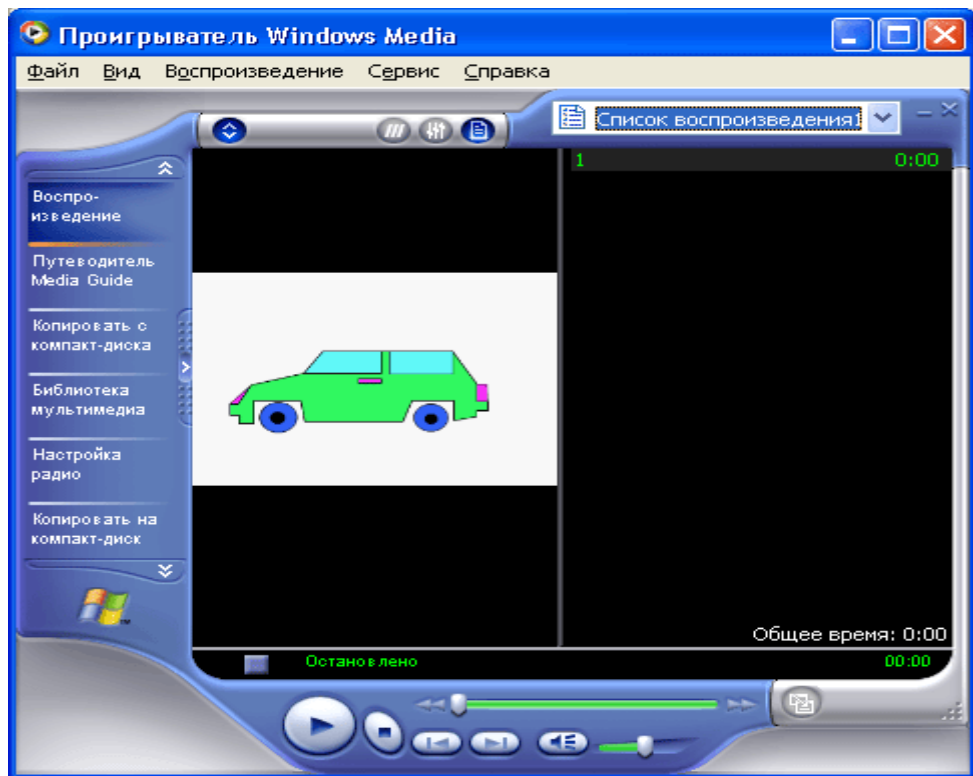 Проигрыватель Windows Media
Файл Вид Воспроизведение Сервис Справка
Список воспроизведения1
1 0:00
Воспро-
изведение
Путеводитель
Media Guide
Копировать с
компакт-диска
Библиотека
мультимедиа
Настройка
радио
Копировать на
компакт-диск
Общее время: 0:00
Остановлено 00:00